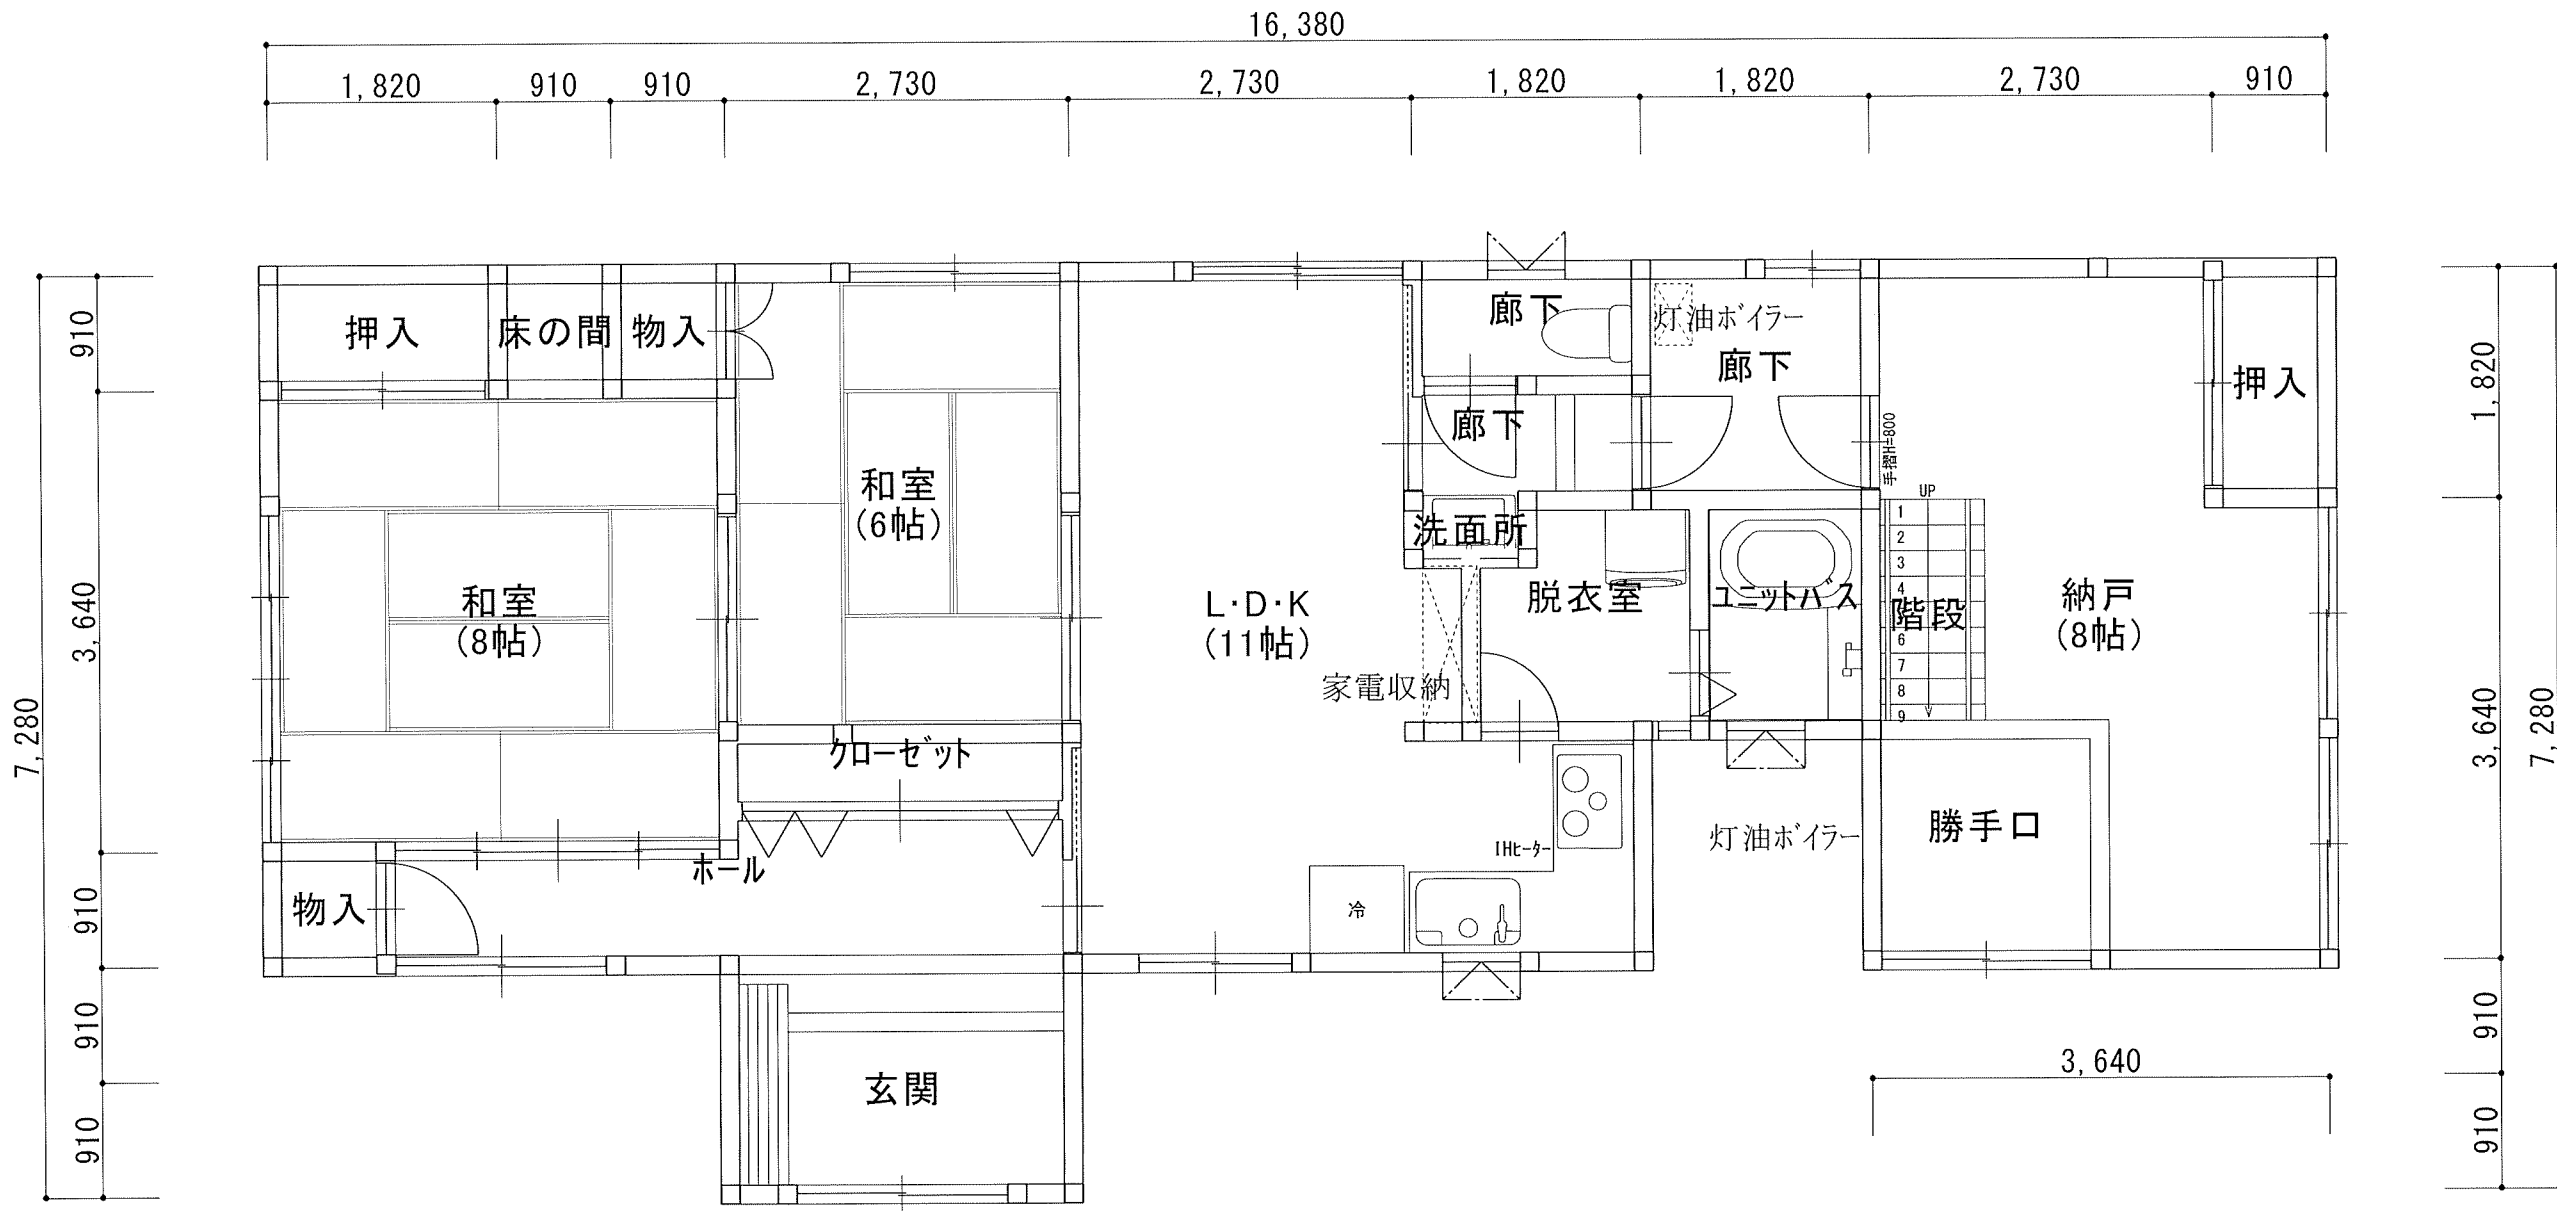 16,380
1,820
910
910
2,730
2,730
1,820
1,820
2,730
910
910
3,640
7,280
910
910
910
押入
床の間
物入
和室
(8帖)
和室
(6帖)
クローゼット
ホール
物入
玄関
L・D・K
(11帖)
家電収納
廊下
廊下
洗面所
脱衣室
灯油ボイラー
廊下
ユニットバス
IHヒーター
冷
灯油ボイラー
手摺H=800
UP
1
2
3
4
階段
6
7
8
9
納戸
(8帖)
押入
勝手口
3,640
1,820
3,640
7,280
910
910